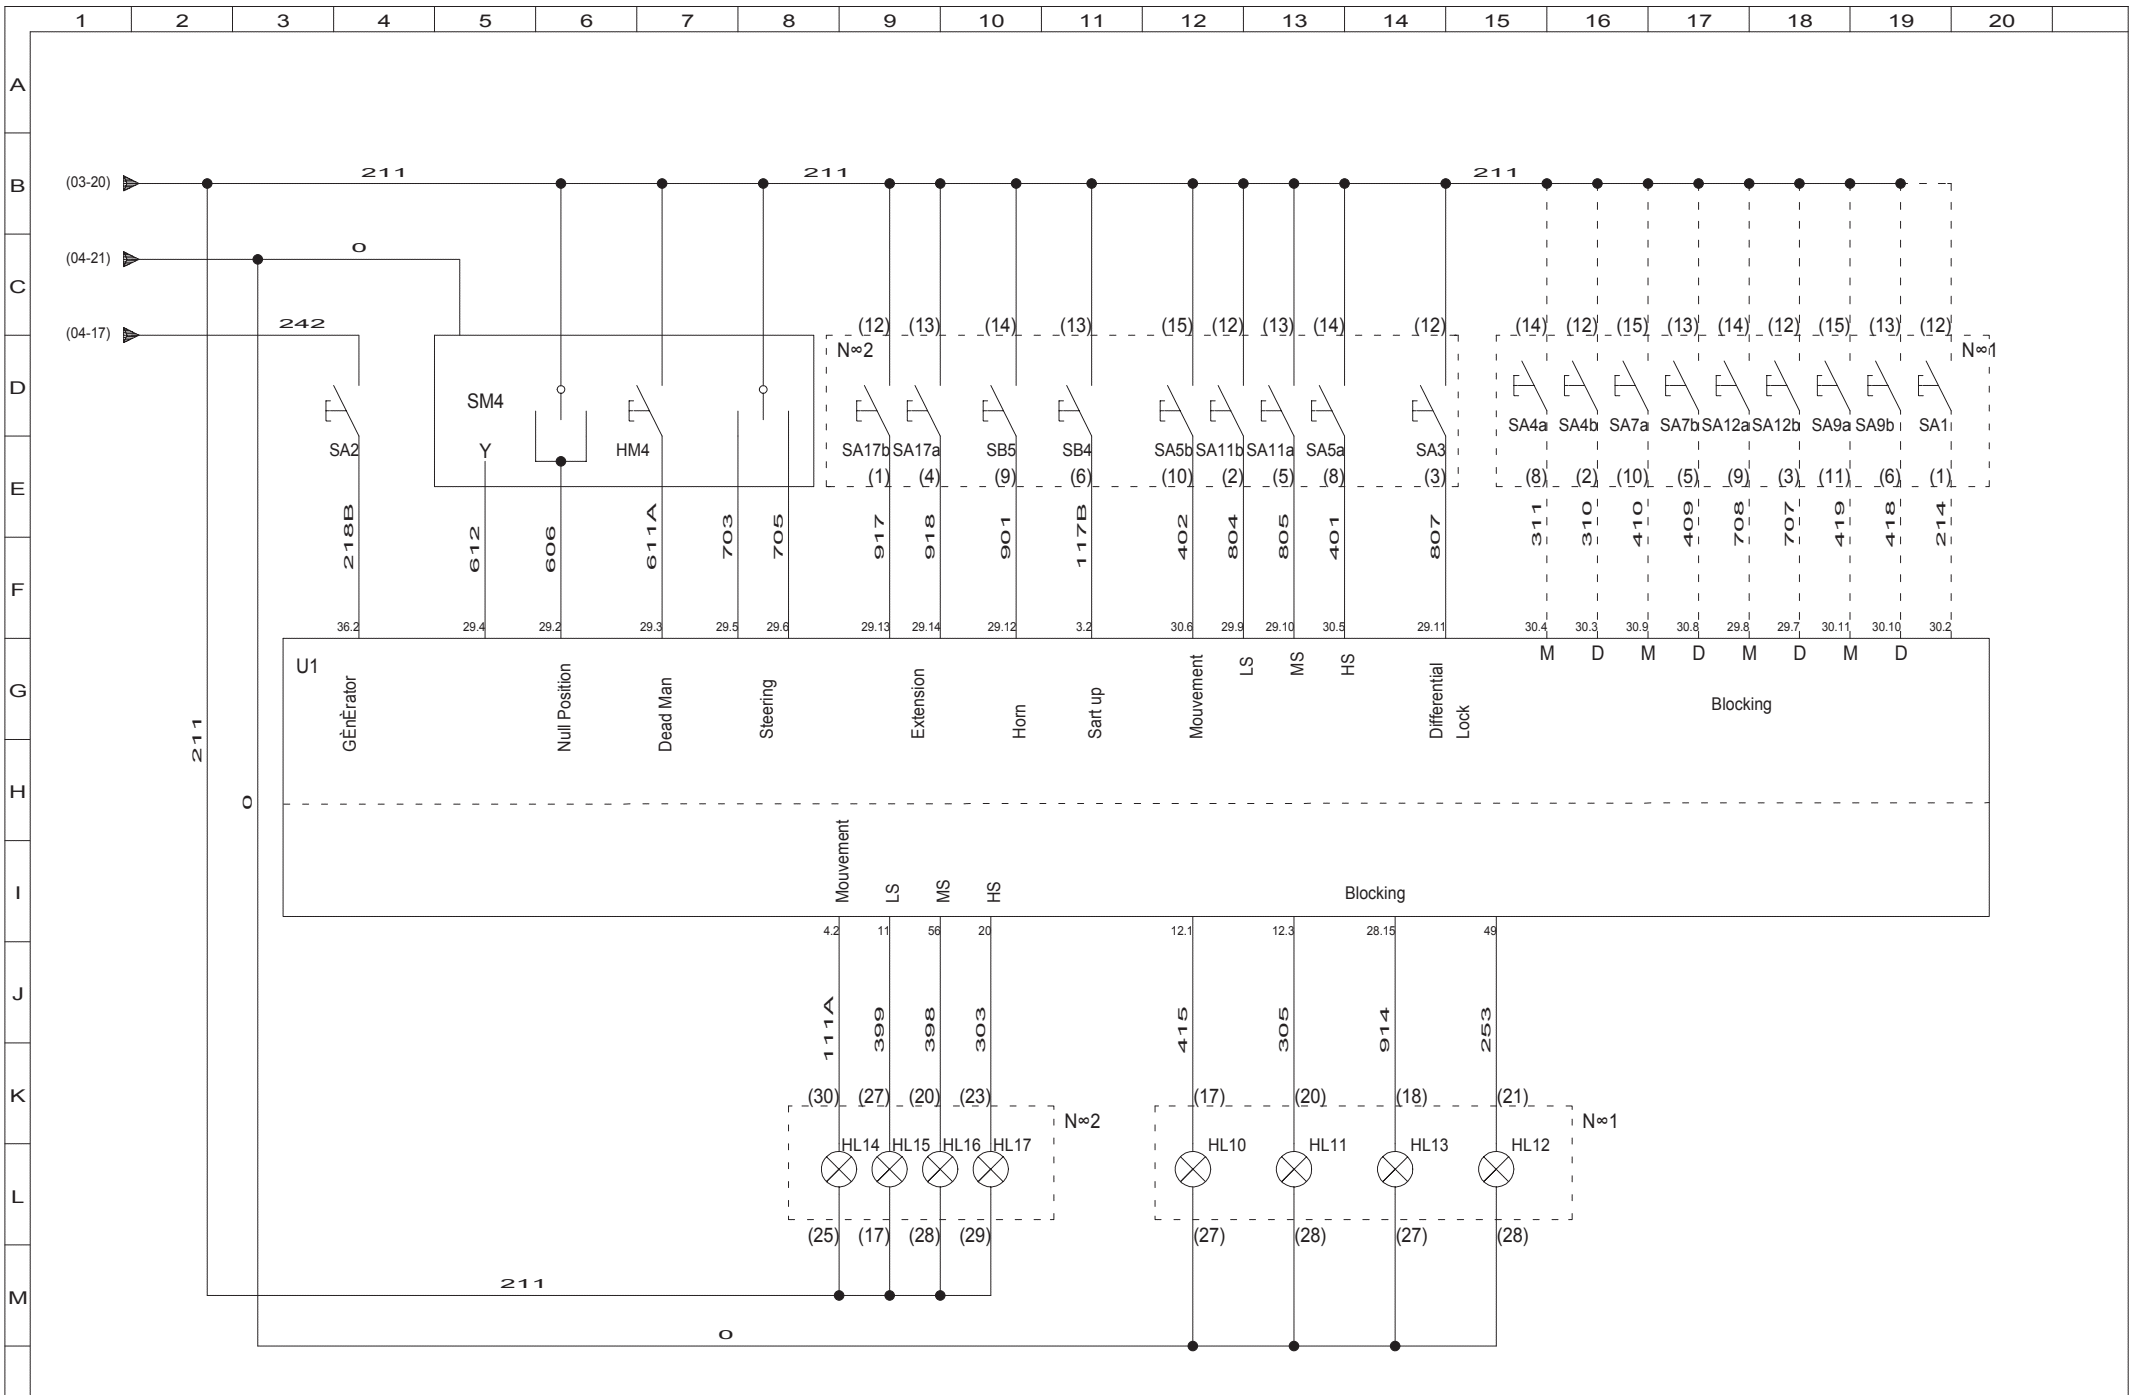 1 2 3 4 5 6 7 8 9 10 11 12 13 14 15 16 17 18 19 20
A
B
C
D
E
F
G
H
I
J
K
L
M
(03-20) 211 211 211
(04-21) 0
(04-17) 242
(12) (13) (14) (13) (15) (12) (13) (14) (12) (14) (12) (15) (13) (14) (12) (15) (13) (12)
N∞2
N∞1
SM4
Y
SA2 HM4 SA17b SA17a SB5 SB4 SA5b SA11b SA11a SA5a SA3
SA4a SA4b SA7a SA7b SA12a SA12b SA9a SA9b SA1
(1) (4) (9) (6) (10) (2) (5) (8) (3) (8) (2) (10) (5) (9) (3) (11) (6) (1)
218B 612 606 611A 703 705 917 918 901 117B 402 804 805 401 807 311 310 410 409 708 707 419 418 214
36.2 29.4 29.2 29.3 29.5 29.6 29.13 29.14 29.12 3.2 30.6 29.9 29.10 30.5 29.11 30.4 30.3 30.9 30.8 29.8 29.7 30.11 30.10 30.2
U1
M D M D M D M D
GÈnÈrator
Null Position
Dead Man
Steering
Extension
Horn
Sart up
Mouvement
LS
MS
HS
Differential
Lock
Blocking
211
0
Mouvement
LS
MS
HS
Blocking
4.2 11 56 20 12.1 12.3 28.15 49
111A 399 398 303 415 305 914 253
(30) (27) (20) (23) (17) (20) (18) (21)
N∞2
N∞1
HL14 HL15 HL16 HL17 HL10 HL11 HL13 HL12
(25) (17) (28) (29) (27) (28) (27) (28)
211
0